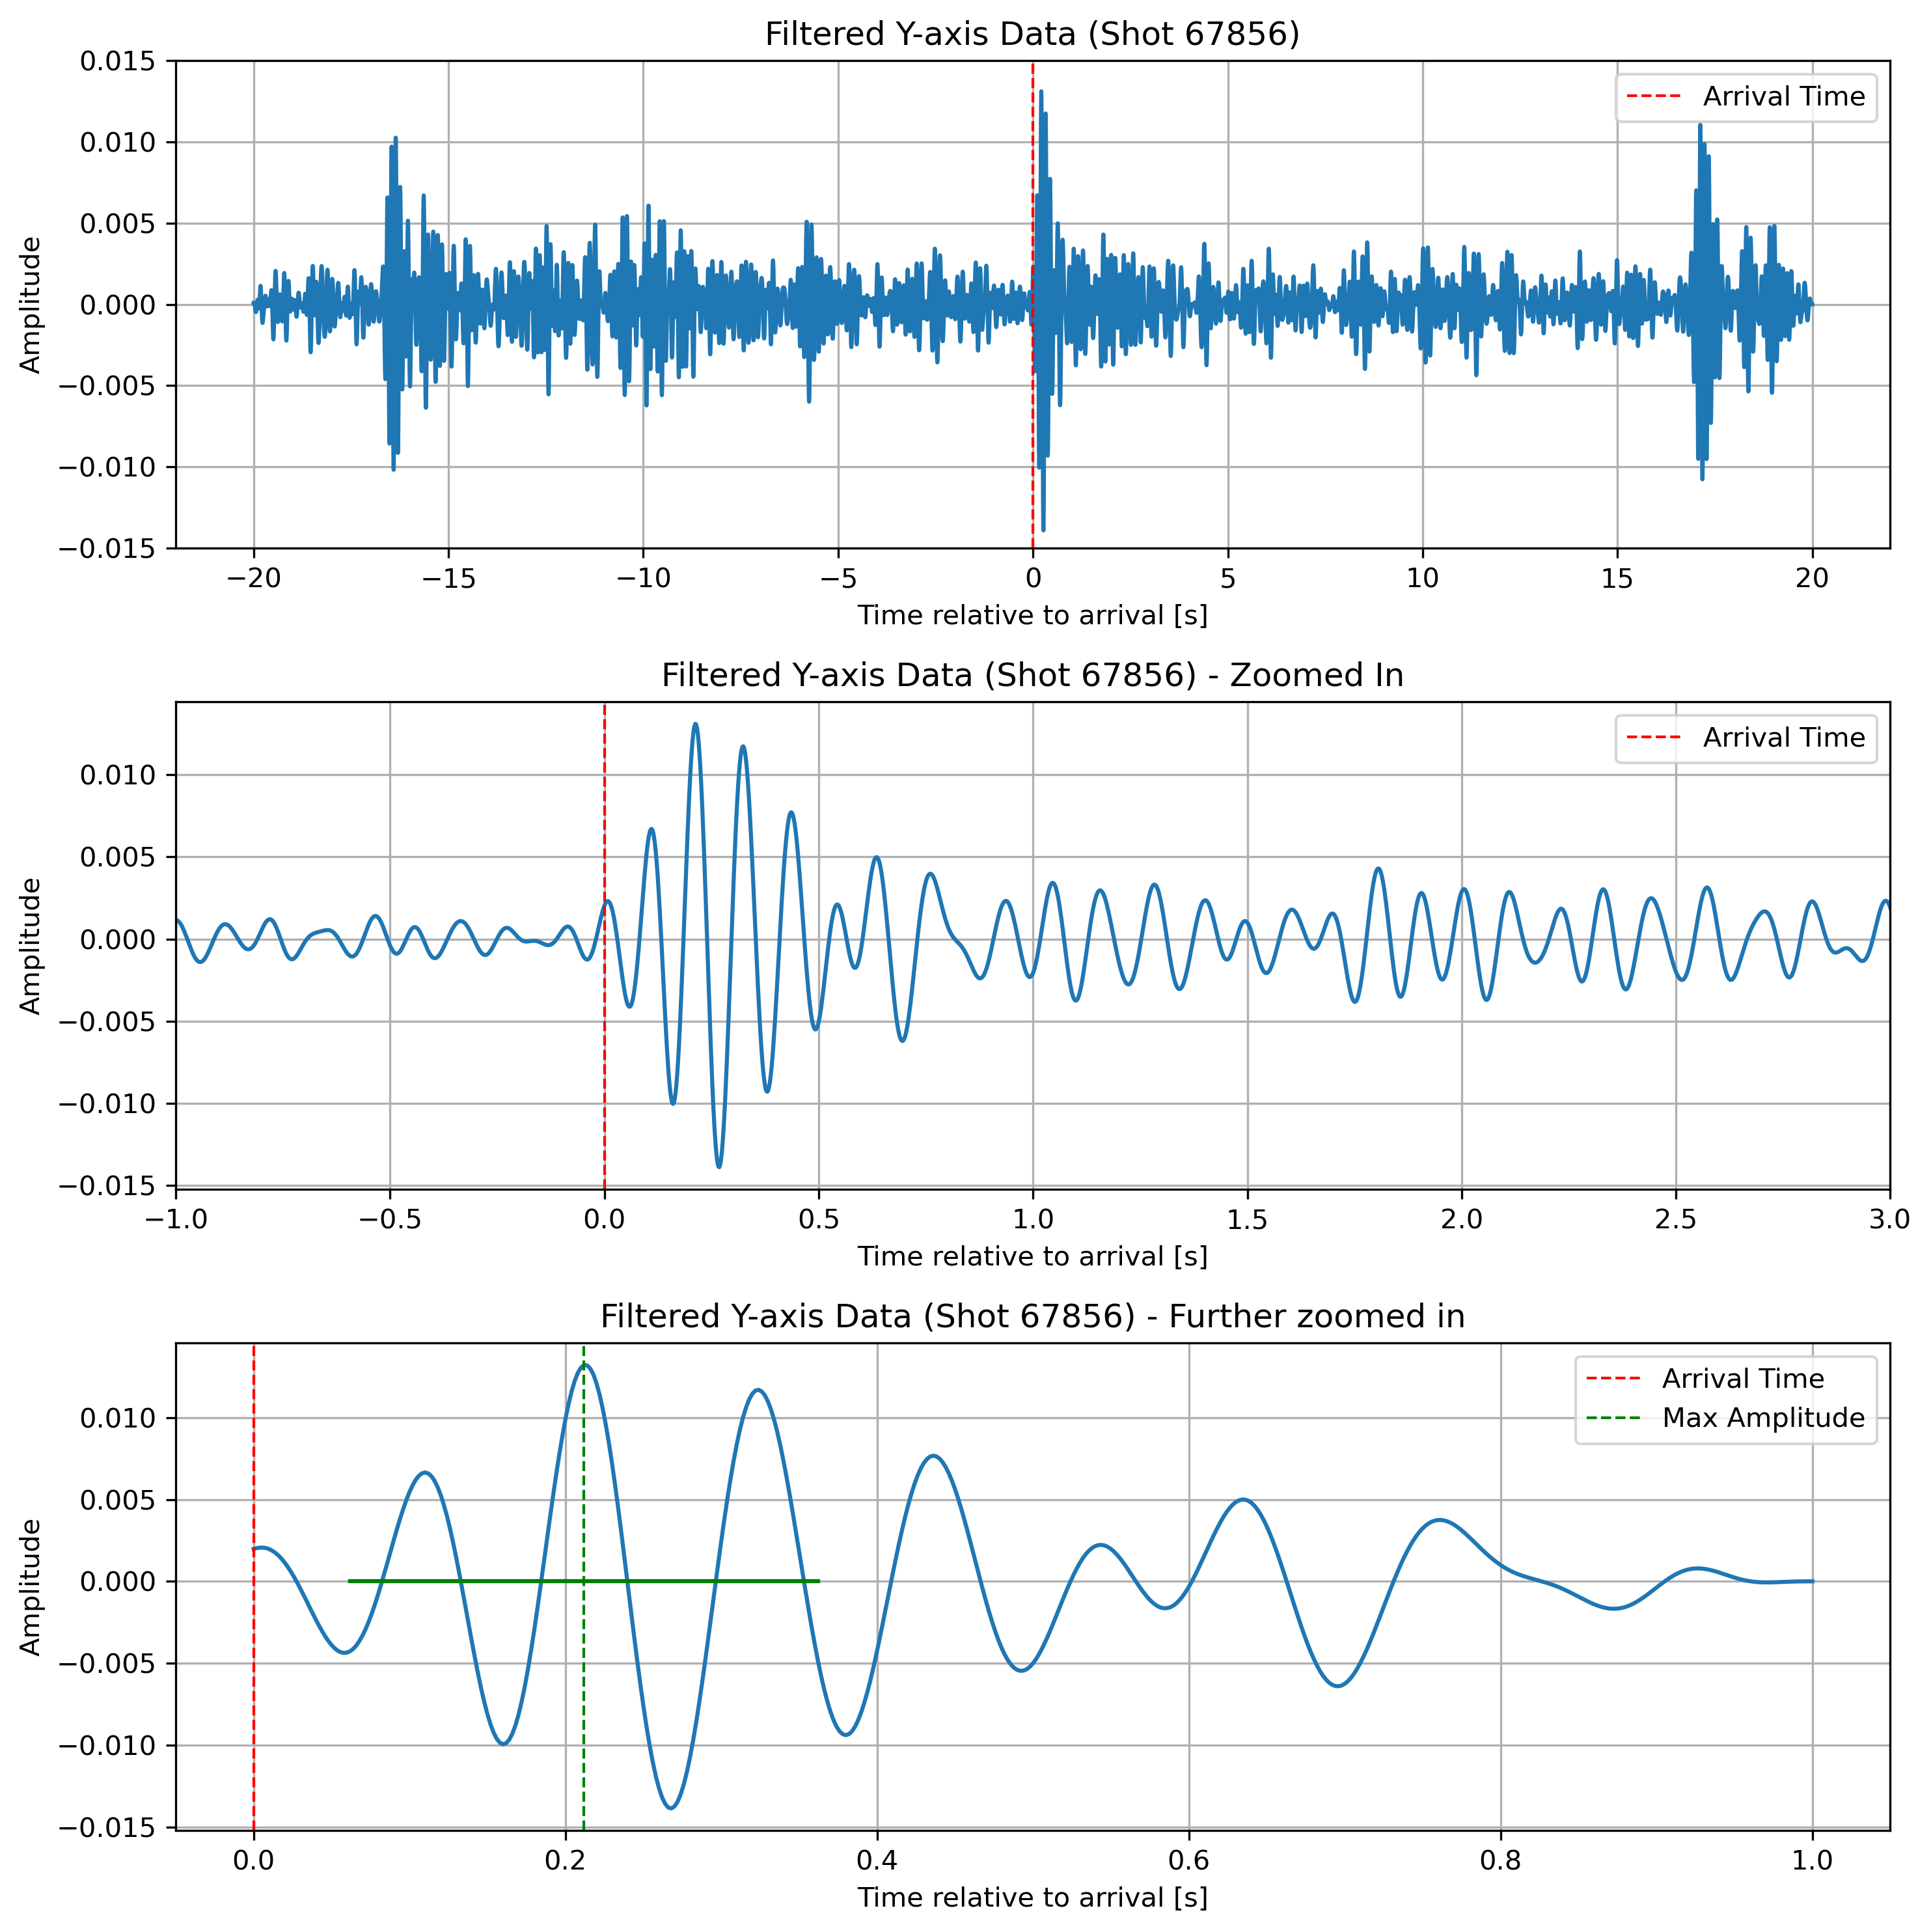 Filtered Y-axis Data (Shot 67856)
0.015
0.010
0.005
0.000
−0.005
−0.010
−0.015
Amplitude
Arrival Time
−20 −15 −10 −5 0 5 10 15 20
Time relative to arrival [s]
Filtered Y-axis Data (Shot 67856) - Zoomed In
0.010
0.005
0.000
−0.005
−0.010
−0.015
Amplitude
Arrival Time
−1.0 −0.5 0.0 0.5 1.0 1.5 2.0 2.5 3.0
Time relative to arrival [s]
Filtered Y-axis Data (Shot 67856) - Further zoomed in
0.010
0.005
0.000
−0.005
−0.010
−0.015
Amplitude
Arrival Time
Max Amplitude
0.0 0.2 0.4 0.6 0.8 1.0
Time relative to arrival [s]